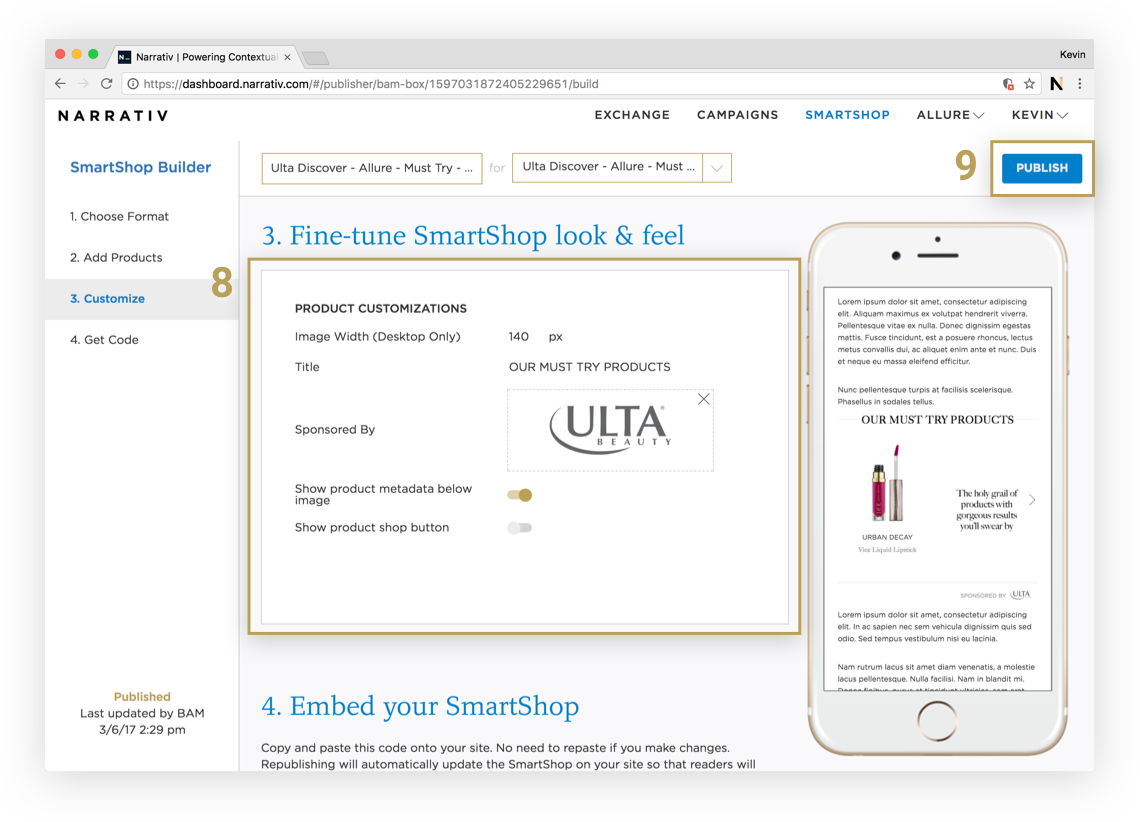 Narrativ | Powering Contextual
Kevin
https://dashboard.narrativ.com/#/publisher/bam-box/1597031872405229651/build
NARRATIV
EXCHANGE
CAMPAIGNS
SMARTSHOP
ALLURE
KEVIN
SmartShop Builder
1. Choose Format
2. Add Products
3. Customize
4. Get Code
Published
Last updated by BAM
3/6/17 2:29 pm
Ulta Discover - Allure - Must Try - ...
for
Ulta Discover - Allure - Must ...
9
PUBLISH
3. Fine-tune SmartShop look & feel
8
PRODUCT CUSTOMIZATIONS
Image Width (Desktop Only)
140 px
Title
OUR MUST TRY PRODUCTS
Sponsored By
ULTA
BEAUTY
Show product metadata below
image
Show product shop button
4. Embed your SmartShop
Copy and paste this code onto your site. No need to repaste if you make changes.
Republishing will automatically update the SmartShop on your site so that readers will
Lorem ipsum dolor sit amet, consectetur adipiscing
elit. Aliquam maximus ex volutpat hendrerit viverra.
Pellentesque vitae ex nulla. Donec dignissim egestas
mattis. Fusce tincidunt, est a posuere rhoncus, lectus
metus convallis dui, ac aliquet enim ante et nunc. Duis
et neque eu massa eleifend efficitur.
Nunc pellentesque turpis at facilisis scelerisque.
Phasellus in sodales tellus.
OUR MUST TRY PRODUCTS
The holy grail of
products with
gorgeous results
you'll swear by
URBAN DECAY
Vice Liquid Lipstick
SPONSORED BY ULTA
Lorem ipsum dolor sit amet, consectetur adipiscing
elit. In ac sapien nec sem vehicula dignissim quis sed
odio. Sed tempus vestibulum nisi eu lacinia.
Nam rutrum lacus sit amet diam venenatis, a molestie
lacus pellentesque. Nulla facilisi. Nam in blandit mi.